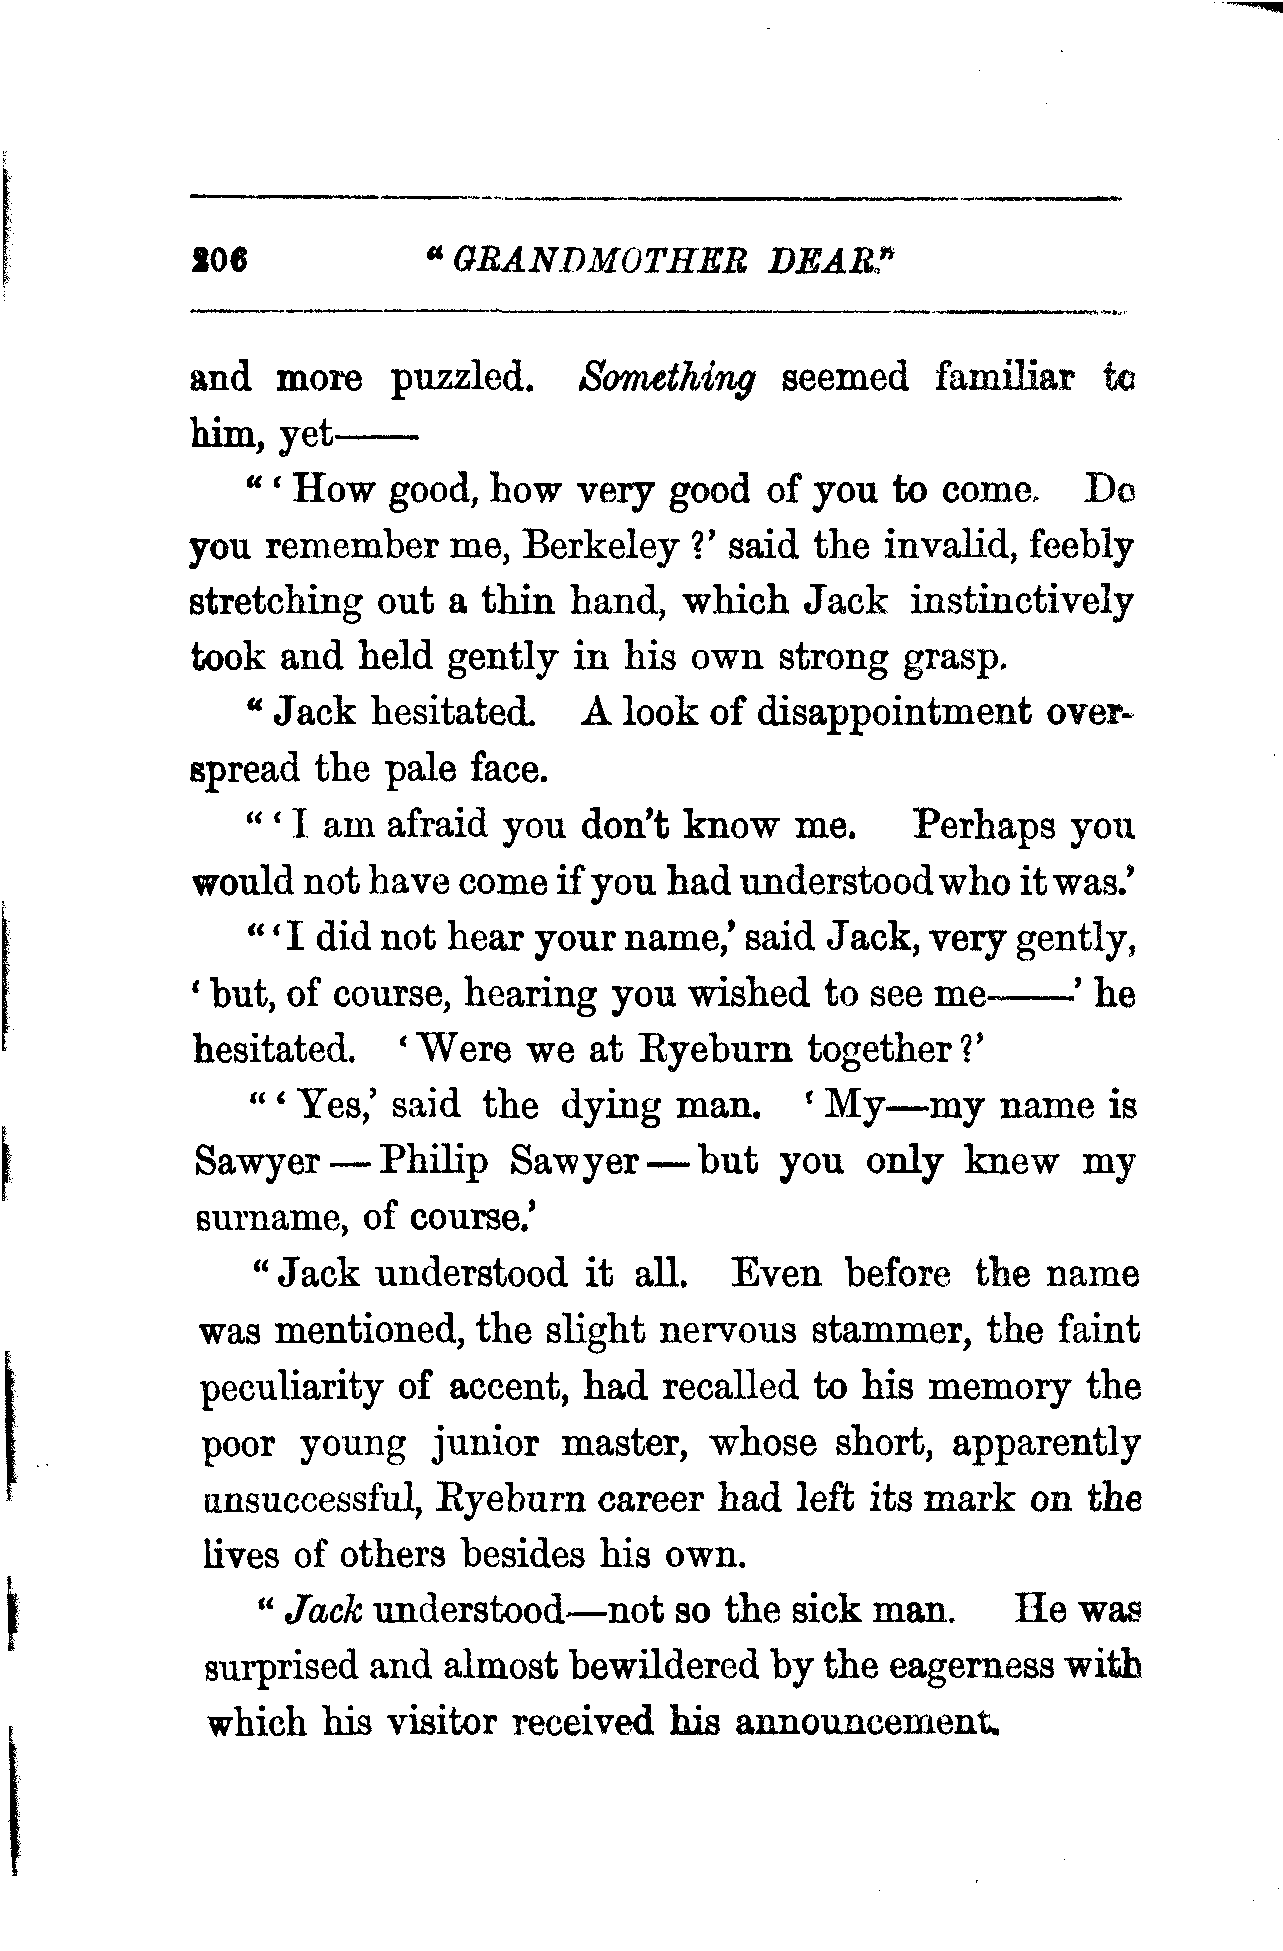 206 “ GRANDMOTHER DEAR.”
and more puzzled. Something seemed familiar to
him, yet——
“ ‘ How good, how very good of you to come. Do
you remember me, Berkeley ?’ said the invalid, feebly
stretching out a thin hand, which Jack instinctively
took and held gently in his own strong grasp.
“ Jack hesitated. A look of disappointment over-
spread the pale face.
“ ‘ I am afraid you don’t know me. Perhaps you
would not have come if you had understood who it was.’
“ ‘I did not hear your name,’ said Jack, very gently,
‘ but, of course, hearing you wished to see me——’ he
hesitated. ‘ Were we at Ryeburn together ?’
“ ‘ Yes,’ said the dying man. ‘ My—my name is
Sawyer — Philip Sawyer — but you only knew my
surname, of course.’
“ Jack understood it all. Even before the name
was mentioned, the slight nervous stammer, the faint
peculiarity of accent, had recalled to his memory the
poor young junior master, whose short, apparently
unsuccessful, Ryeburn career had left its mark on the
lives of others besides his own.
“ Jack understood—not so the sick man. He was
surprised and almost bewildered by the eagerness with
which his visitor received his announcement.